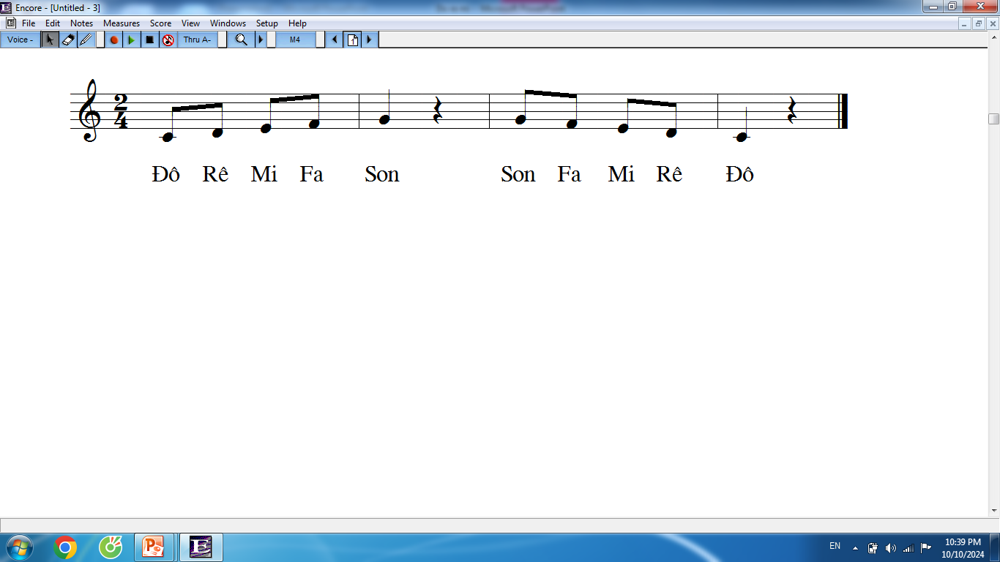 Encore - [Untitled - 3]
File Edit Notes Measures Score View Windows Setup Help
Voice - Thru A- M4 1
2
4
Đô Rê Mi Fa Son Son Fa Mi Rê Đô
EN 10:39 PM
10/10/2024